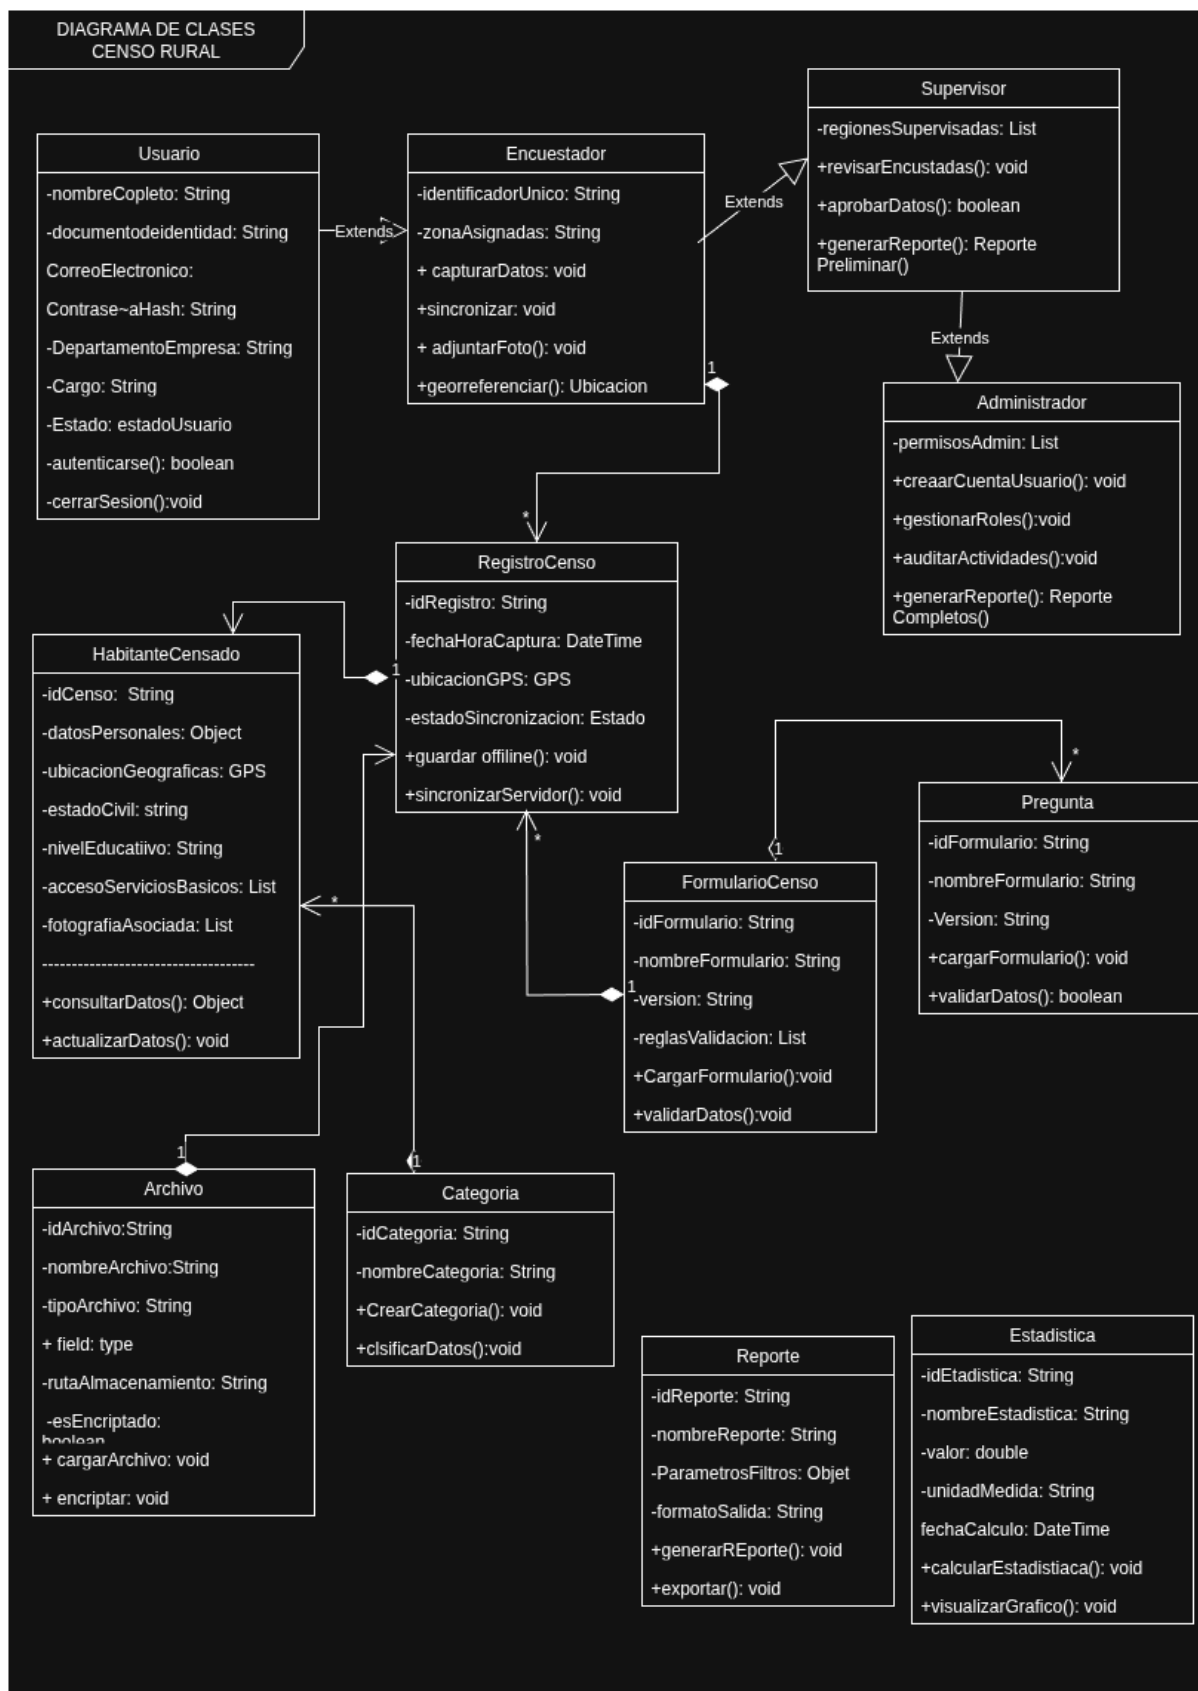 DIAGRAMA DE CLASES
CENSO RURAL
Usuario
-nombreCopleto: String
-documentodeidentidad: String
CorreoElectronico:
Contrase~aHash: String
-DepartamentoEmpresa: String
-Cargo: String
-Estado: estadoUsuario
-autenticarse(): boolean
-cerrarSesion():void
Extends
Encuestador
-identificadorUnico: String
-zonaAsignadas: String
+ capturarDatos: void
+sincronizar: void
+ adjuntarFoto(): void
+georreferenciar(): Ubicacion
1
Extends
Supervisor
-regionesSupervisadas: List
+revisarEncustadas(): void
+aprobarDatos(): boolean
+generarReporte(): Reporte
Preliminar()
Extends
Administrador
-permisosAdmin: List
+creaarCuentaUsuario(): void
+gestionarRoles():void
+auditarActividades():void
+generarReporte(): Reporte
Completos()
*
RegistroCenso
-idRegistro: String
-fechaHoraCaptura: DateTime
-ubicacionGPS: GPS
-estadoSincronizacion: Estado
+guardar offiline(): void
+sincronizarServidor(): void
1
*
HabitanteCensado
-idCenso:  String
-datosPersonales: Object
-ubicacionGeograficas: GPS
-estadoCivil: string
-nivelEducatiivo: String
-accesoServiciosBasicos: List
-fotografiaAsociada: List
------------------------------------
+consultarDatos(): Object
+actualizarDatos(): void
*
1
FormularioCenso
-idFormulario: String
-nombreFormulario: String
-version: String
-reglasValidacion: List
+CargarFormulario():void
+validarDatos():void
1
*
Pregunta
-idFormulario: String
-nombreFormulario: String
-Version: String
+cargarFormulario(): void
+validarDatos(): boolean
1
Archivo
-idArchivo:String
-nombreArchivo:String
-tipoArchivo: String
+ field: type
-rutaAlmacenamiento: String
-esEncriptado:
boolean
+ cargarArchivo: void
+ encriptar: void
1
Categoria
-idCategoria: String
-nombreCategoria: String
+CrearCategoria(): void
+clsificarDatos():void
Reporte
-idReporte: String
-nombreReporte: String
-ParametrosFiltros: Objet
-formatoSalida: String
+generarREporte(): void
+exportar(): void
Estadistica
-idEtadistica: String
-nombreEstadistica: String
-valor: double
-unidadMedida: String
fechaCalculo: DateTime
+calcularEstadistiaca(): void
+visualizarGrafico(): void